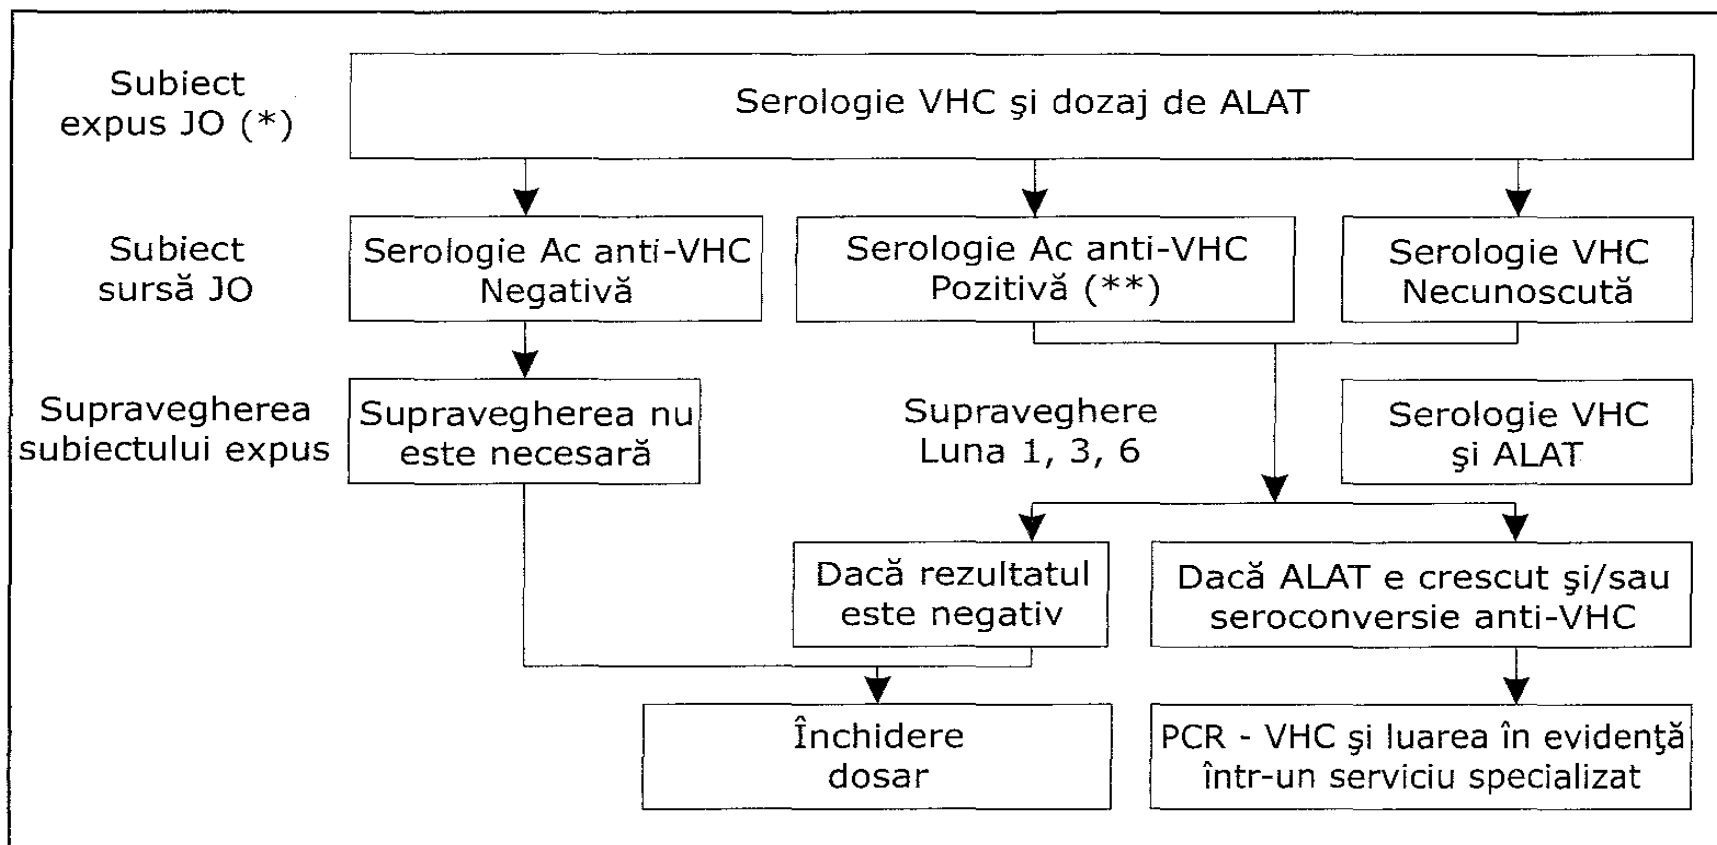 Subiect
expus JO (*)
Serologie VHC şi dozaj de ALAT
Subiect
sursă JO
Serologie Ac anti-VHC
Negativă
Serologie Ac anti-VHC
Pozitivă (**)
Serologie VHC
Necunoscută
Supravegherea
subiectului expus
Supravegherea nu
este necesară
Supraveghere
Luna 1, 3, 6
Serologie VHC
şi ALAT
Dacă rezultatul
este negativ
Dacă ALAT e crescut şi/sau
seroconversie anti-VHC
Închidere
dosar
PCR - VHC şi luarea în evidenţă
într-un serviciu specializat